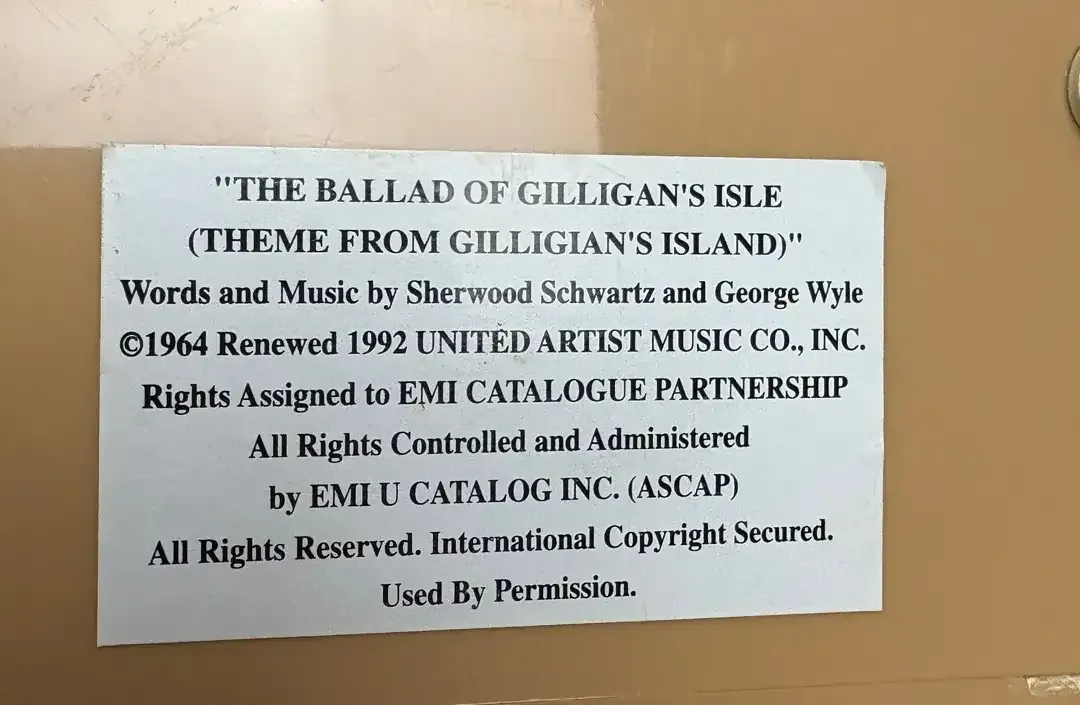 "THE BALLAD OF GILLIGAN'S ISLE
(THEME FROM GILLIGIAN'S ISLAND)"
Words and Music by Sherwood Schwartz and George Wyle
©1964 Renewed 1992 UNITED ARTIST MUSIC CO., INC.
Rights Assigned to EMI CATALOGUE PARTNERSHIP
All Rights Controlled and Administered
by EMI U CATALOG INC. (ASCAP)
All Rights Reserved. International Copyright Secured.
Used By Permission.